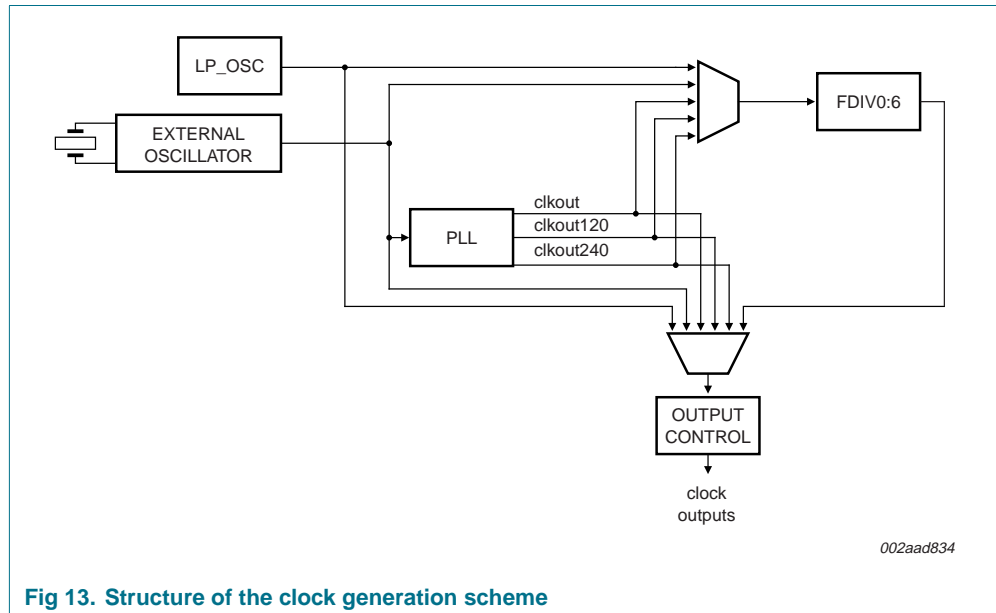 LP_OSC
EXTERNAL
OSCILLATOR
FDIV0:6
clkout
PLL
clkout120
clkout240
OUTPUT
CONTROL
clock
outputs
002aad834
Fig 13. Structure of the clock generation scheme